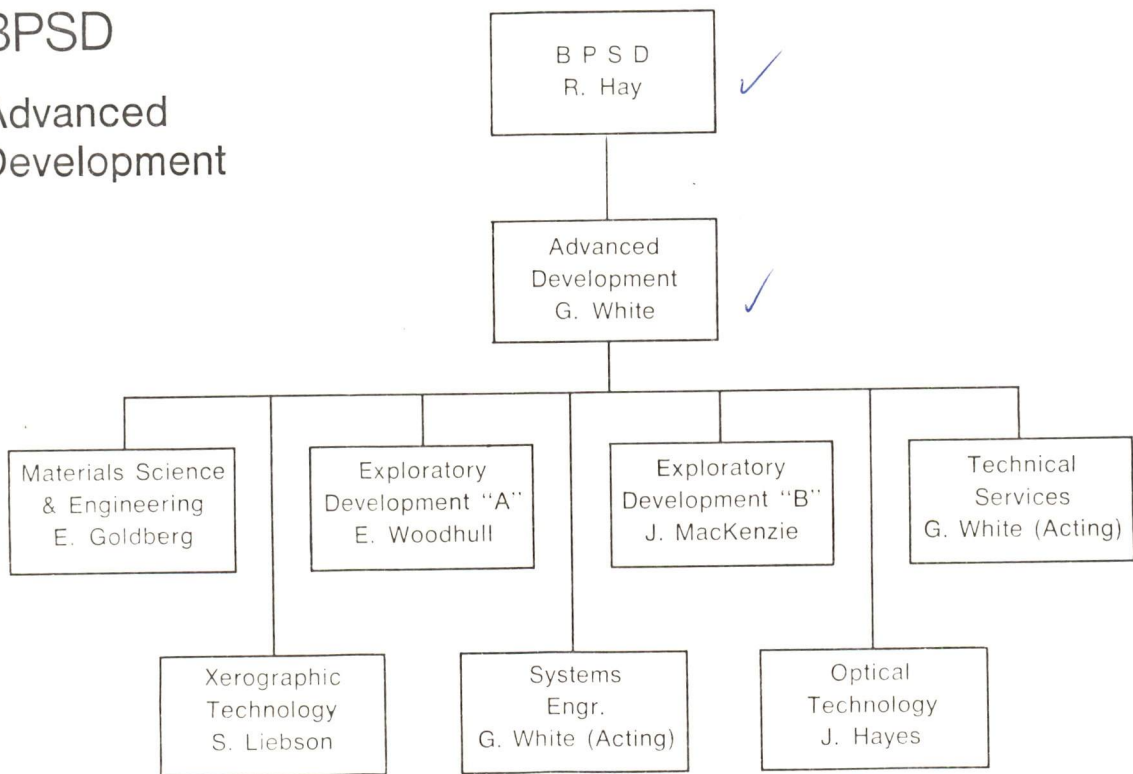 BPSD
Advanced
Development
B P S D
R. Hay
Advanced
Development
G. White
Materials Science
& Engineering
E. Goldberg
Exploratory
Development "A"
E. Woodhull
Exploratory
Development "B"
J. MacKenzie
Technical
Services
G. White (Acting)
Xerographic
Technology
S. Liebson
Systems
Engr.
G. White (Acting)
Optical
Technology
J. Hayes